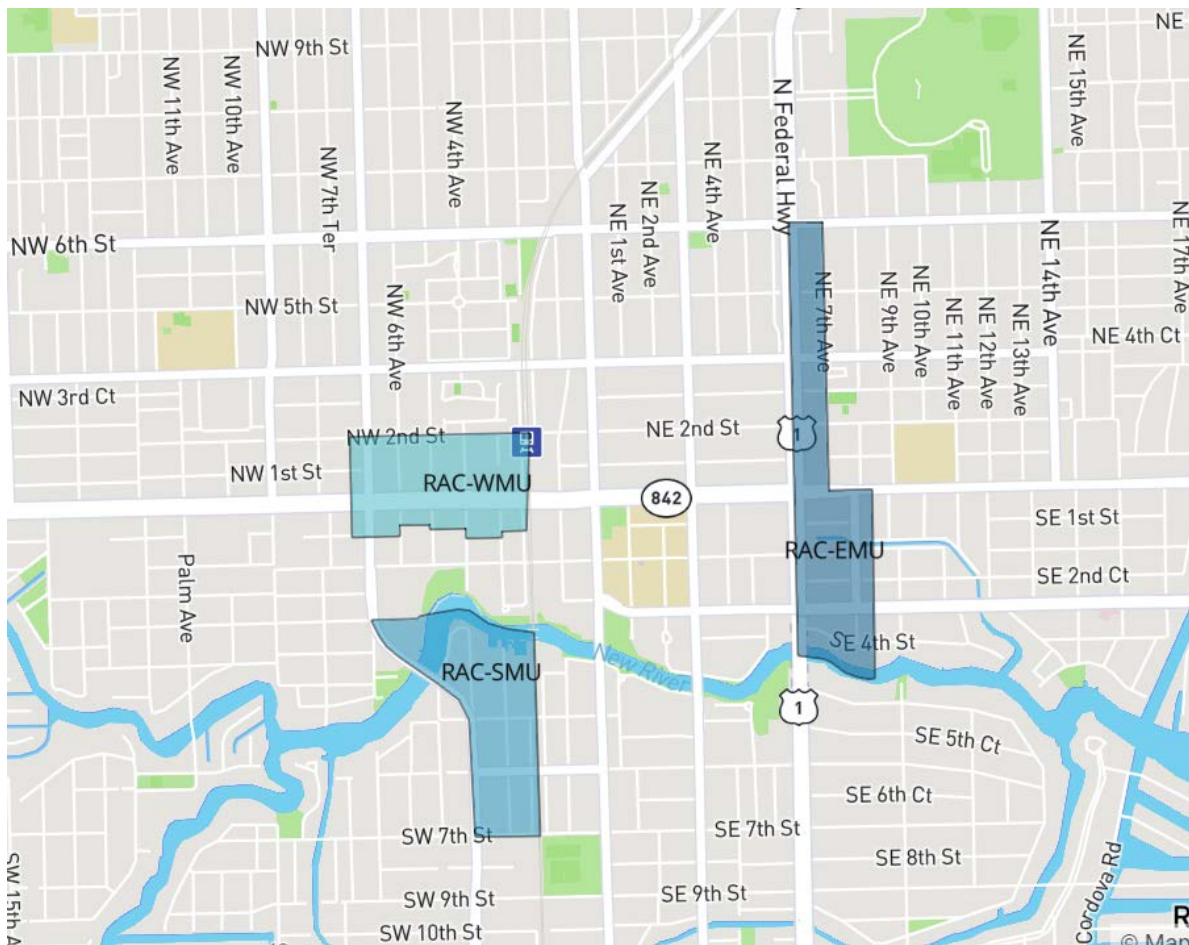 NE
NW 9th St
NW 11th Ave
NW 10th Ave
NW 4th Ave
NW 7th Ter
N Federal Hwy
NE 15th Ave
NE 4th Ave
NE 2nd Ave
NE 1st Ave
NE 17th Ave
NE 14th Ave
NW 6th St
NW 5th St
NW 6th Ave
NE 7th Ave
NE 9th Ave
NE 10th Ave
NE 11th Ave
NE 12th Ave
NE 13th Ave
NE 4th Ct
NW 3rd Ct
NW 2nd St
NE 2nd St
1
NW 1st St
RAC-WMU
842
SE 1st St
RAC-EMU
SE 2nd Ct
Palm Ave
SE 4th St
New River
RAC-SMU
1
SE 5th Ct
SE 6th Ct
SW 7th St
SE 7th St
SE 8th St
SW 15th A
SW 9th St
SE 9th St
Cordova Rd
SW 10th St
R
© Map